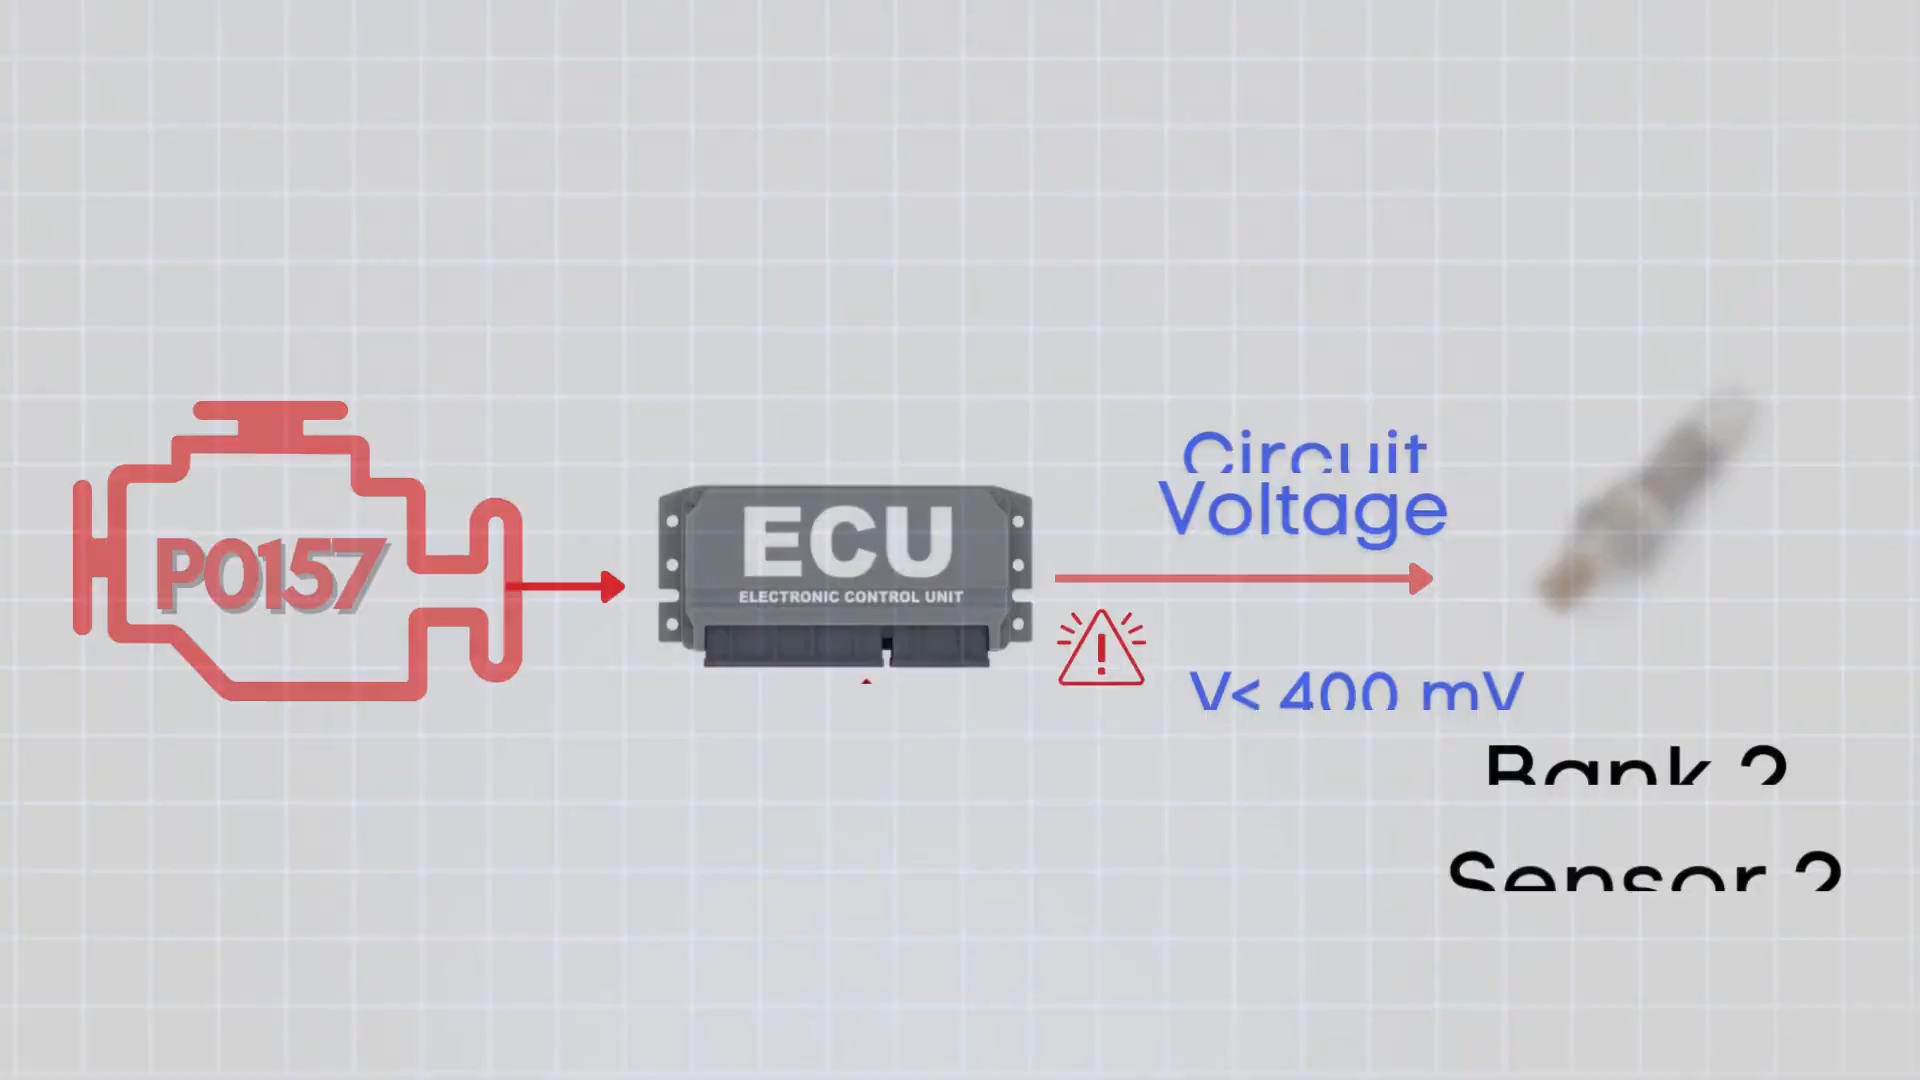 P0157
ECU
ELECTRONIC CONTROL UNIT
Circuit
Voltage
V< 400 mV
Bank 2
Sensor 2